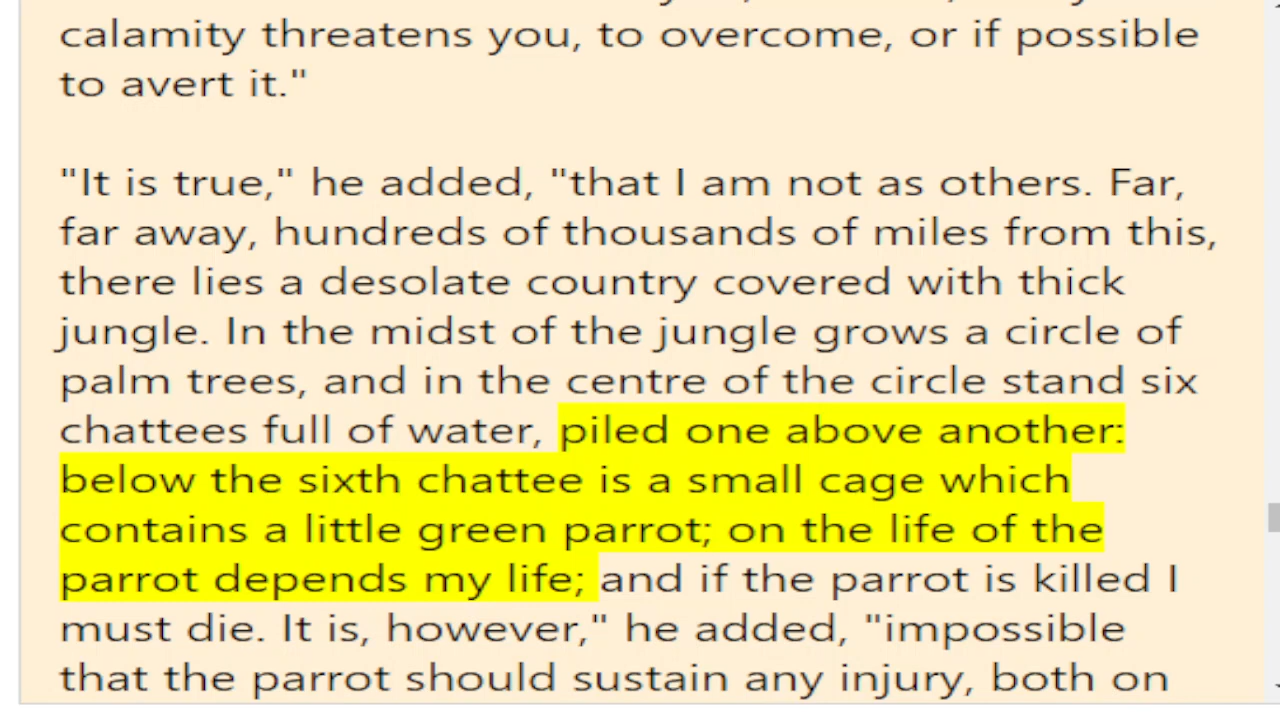 calamity threatens you, to overcome, or if possible
to avert it."
"It is true," he added, "that I am not as others. Far,
far away, hundreds of thousands of miles from this,
there lies a desolate country covered with thick
jungle. In the midst of the jungle grows a circle of
palm trees, and in the centre of the circle stand six
chattees full of water, piled one above another:
below the sixth chattee is a small cage which
contains a little green parrot; on the life of the
parrot depends my life; and if the parrot is killed I
must die. It is, however," he added, "impossible
that the parrot should sustain any injury, both on